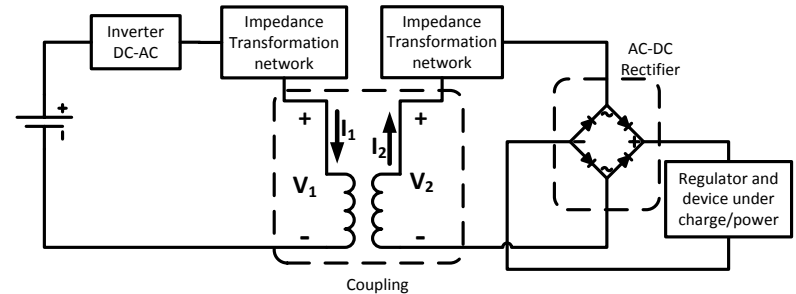 Inverter
DC-AC
Impedance
Transformation
network
Impedance
Transformation
network
AC-DC
Rectifier
+
-
+
I₁
I₂
+
V₁
V₂
-
-
~
-
+
~
Regulator and
device under
charge/power
Coupling